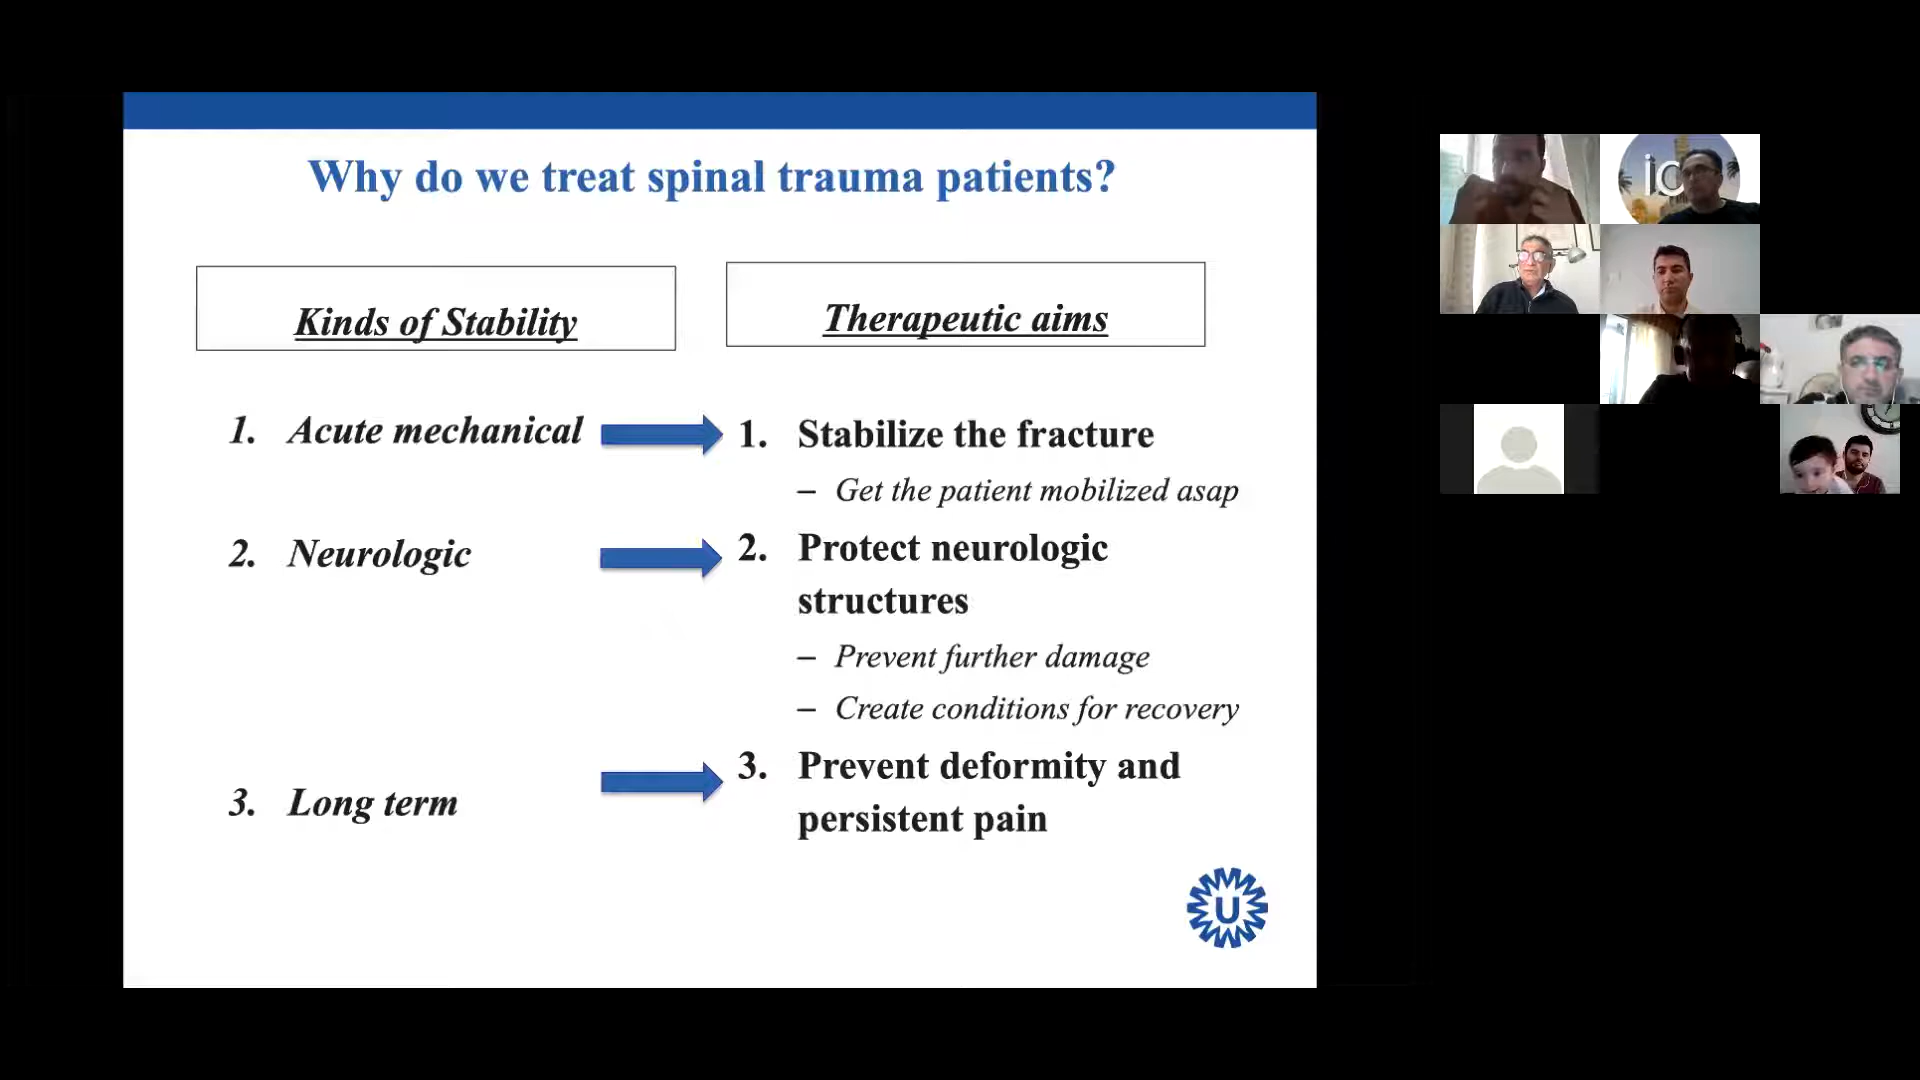 Why do we treat spinal trauma patients?
Kinds of Stability
1. Acute mechanical
2. Neurologic
3. Long term
Therapeutic aims
1. Stabilize the fracture
– Get the patient mobilized asap
2. Protect neurologic
structures
– Prevent further damage
– Create conditions for recovery
3. Prevent deformity and
persistent pain
U